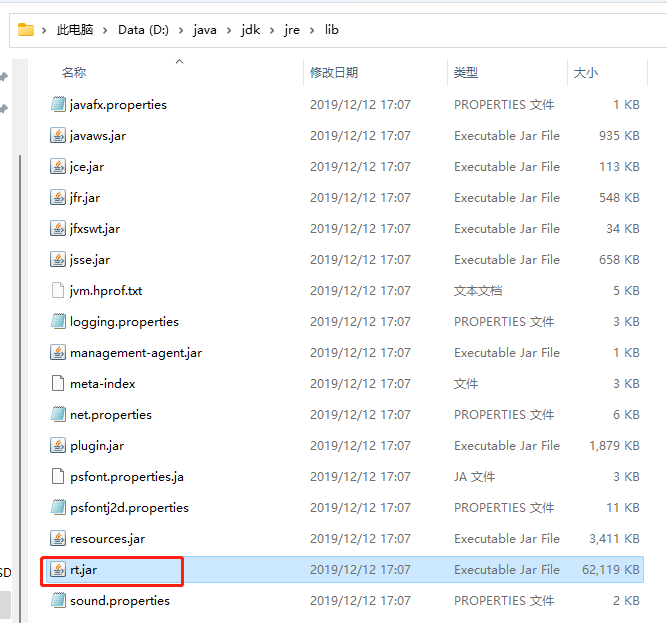 此电脑 > Data (D:) > java > jdk > jre > lib
名称 修改日期 类型 大小
javafx.properties 2019/12/12 17:07 PROPERTIES 文件 1 KB
javaws.jar 2019/12/12 17:07 Executable Jar File 935 KB
jce.jar 2019/12/12 17:07 Executable Jar File 113 KB
jfr.jar 2019/12/12 17:07 Executable Jar File 548 KB
jfxswt.jar 2019/12/12 17:07 Executable Jar File 34 KB
jsse.jar 2019/12/12 17:07 Executable Jar File 658 KB
jvm.hprof.txt 2019/12/12 17:07 文本文档 5 KB
logging.properties 2019/12/12 17:07 PROPERTIES 文件 3 KB
management-agent.jar 2019/12/12 17:07 Executable Jar File 1 KB
meta-index 2019/12/12 17:07 文件 3 KB
net.properties 2019/12/12 17:07 PROPERTIES 文件 6 KB
plugin.jar 2019/12/12 17:07 Executable Jar File 1,879 KB
psfont.properties.ja 2019/12/12 17:07 JA 文件 3 KB
psfontj2d.properties 2019/12/12 17:07 PROPERTIES 文件 11 KB
resources.jar 2019/12/12 17:07 Executable Jar File 3,411 KB
rt.jar 2019/12/12 17:07 Executable Jar File 62,119 KB
sound.properties 2019/12/12 17:07 PROPERTIES 文件 2 KB